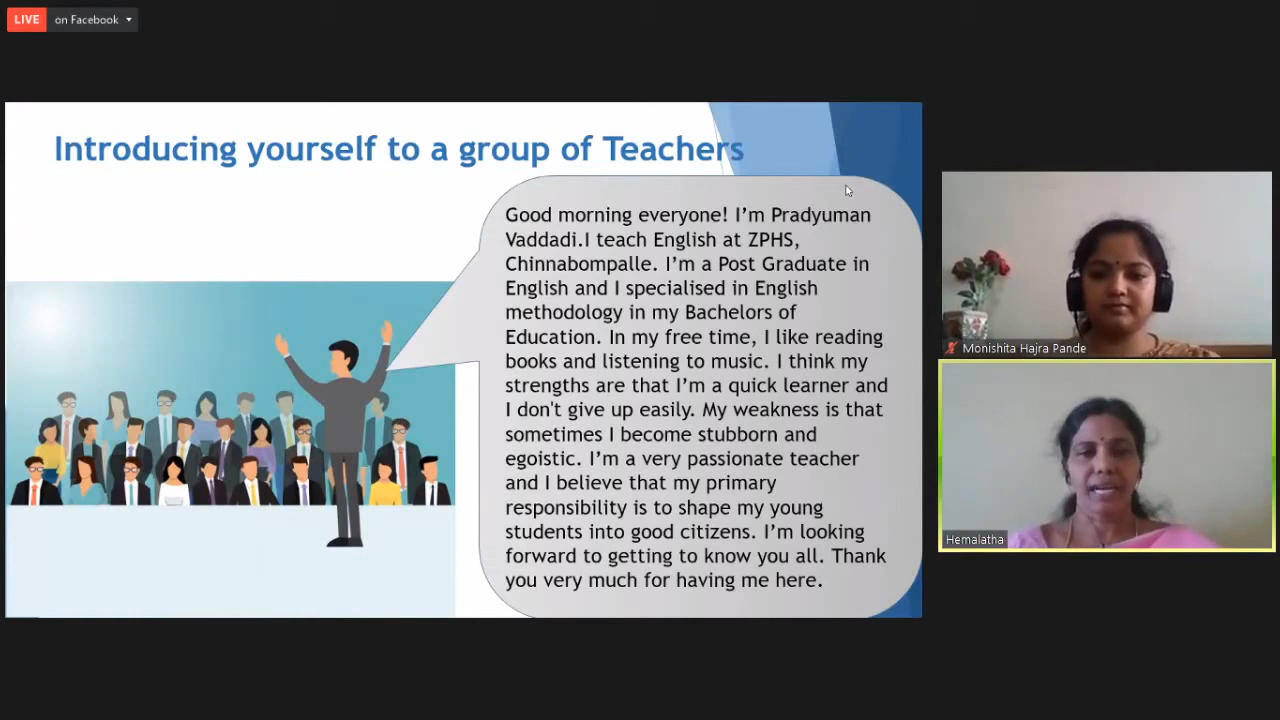 LIVE on Facebook
Introducing yourself to a group of Teachers
Good morning everyone! I’m Pradyuman
Vaddadi.I teach English at ZPHS,
Chinnabompalle. I’m a Post Graduate in
English and I specialised in English
methodology in my Bachelors of
Education. In my free time, I like reading
books and listening to music. I think my
strengths are that I’m a quick learner and
I don't give up easily. My weakness is that
sometimes I become stubborn and
egoistic. I’m a very passionate teacher
and I believe that my primary
responsibility is to shape my young
students into good citizens. I’m looking
forward to getting to know you all. Thank
you very much for having me here.
Monishita Hajra Pande
Hemalatha